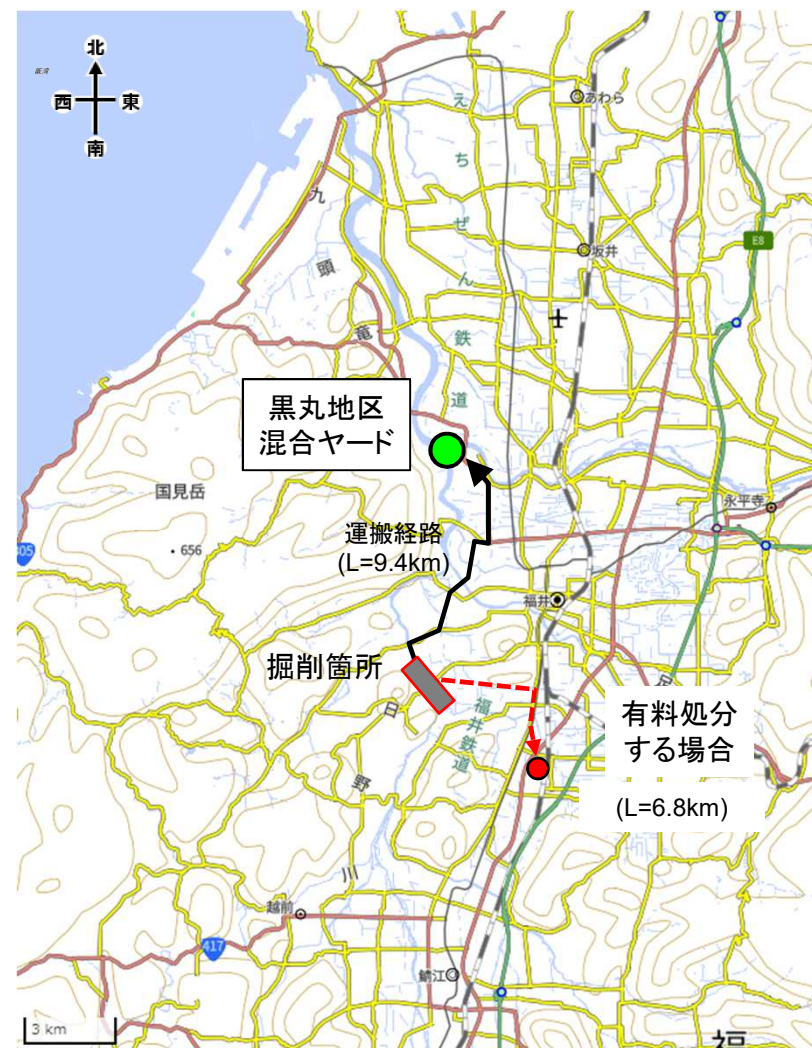 北
西 東
南
あわら
えちぜん鉄道
九頭竜
E8
坂井
黒丸地区
混合ヤード
国見岳
・656
永平寺
運搬経路
(L=9.4km)
305
福井
掘削箇所
足
有料処分
する場合
(L=6.8km)
福井鉄道
日野川
越前
417
鯖江
3 km
福